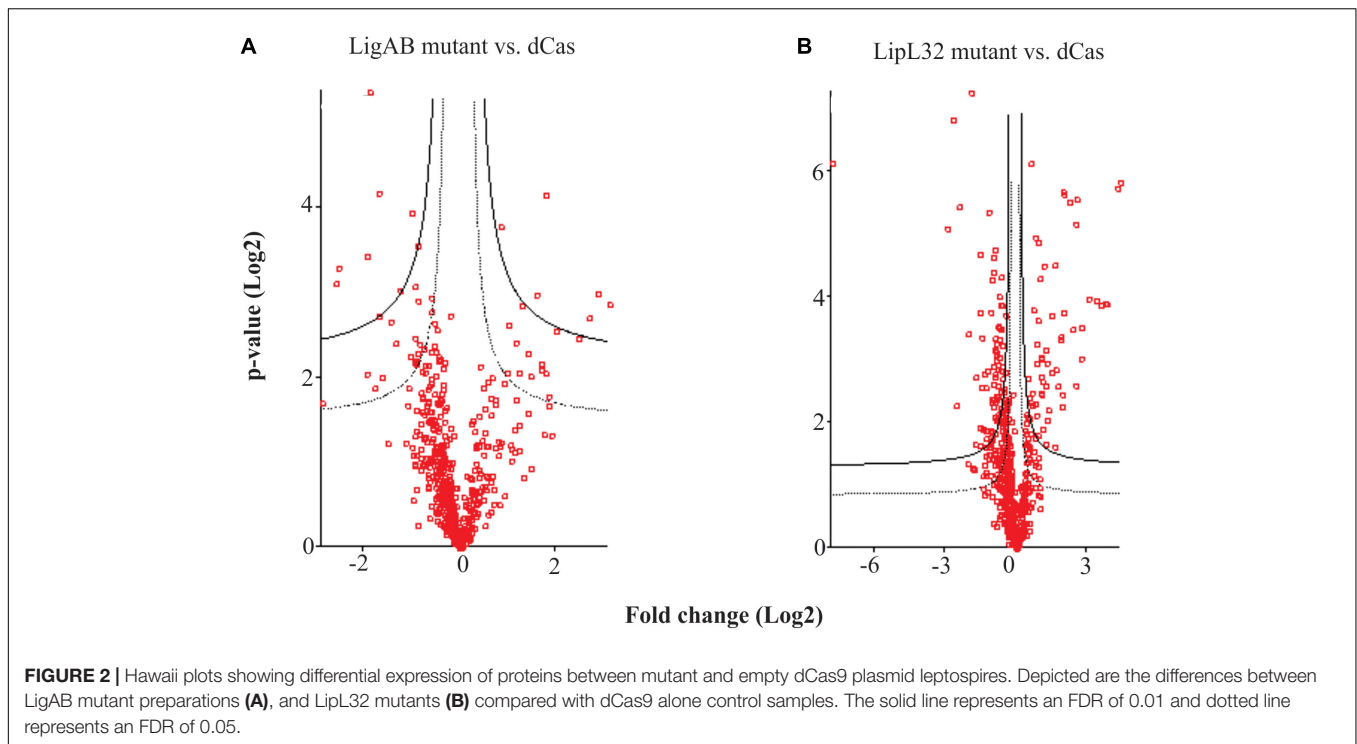 A
LigAB mutant vs. dCas
B
LipL32 mutant vs. dCas
p-value (Log2)
4
2
0
-2
0
2
6
4
2
0
-6
-3
0
3
Fold change (Log2)
FIGURE 2 | Hawaii plots showing differential expression of proteins between mutant and empty dCas9 plasmid leptospires. Depicted are the differences between
LigAB mutant preparations (A), and LipL32 mutants (B) compared with dCas9 alone control samples. The solid line represents an FDR of 0.01 and dotted line
represents an FDR of 0.05.